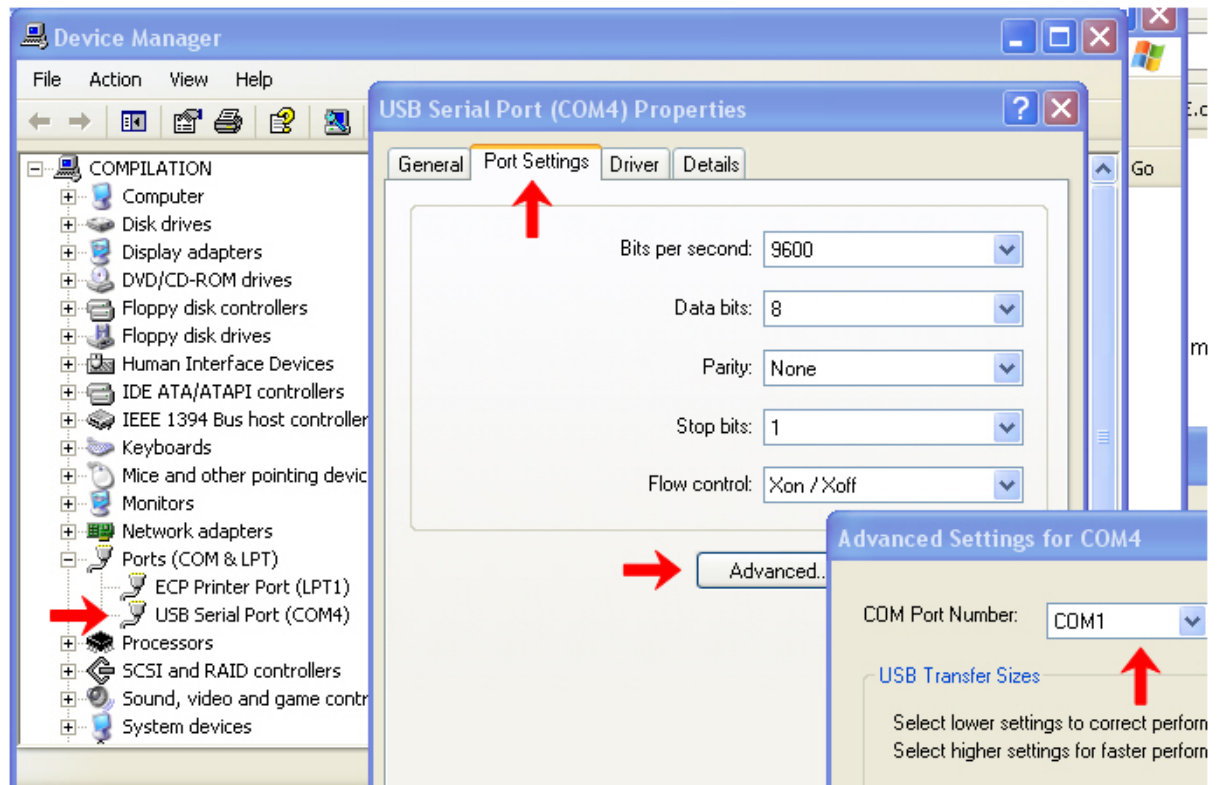 Device Manager
File Action View Help
COMPILATION
Computer
Disk drives
Display adapters
DVD/CD-ROM drives
Floppy disk controllers
Floppy disk drives
Human Interface Devices
IDE ATA/ATAPI controllers
IEEE 1394 Bus host controller
Keyboards
Mice and other pointing devic
Monitors
Network adapters
Ports (COM & LPT)
ECP Printer Port (LPT1)
USB Serial Port (COM4)
Processors
SCSI and RAID controllers
Sound, video and game contr
System devices
USB Serial Port (COM4) Properties
General Port Settings Driver Details
Bits per second: 9600
Data bits: 8
Parity: None
Stop bits: 1
Flow control: Xon / Xoff
Advanced..
Advanced Settings for COM4
COM Port Number: COM1
USB Transfer Sizes
Select lower settings to correct perform
Select higher settings for faster perform
E.c
Go
m